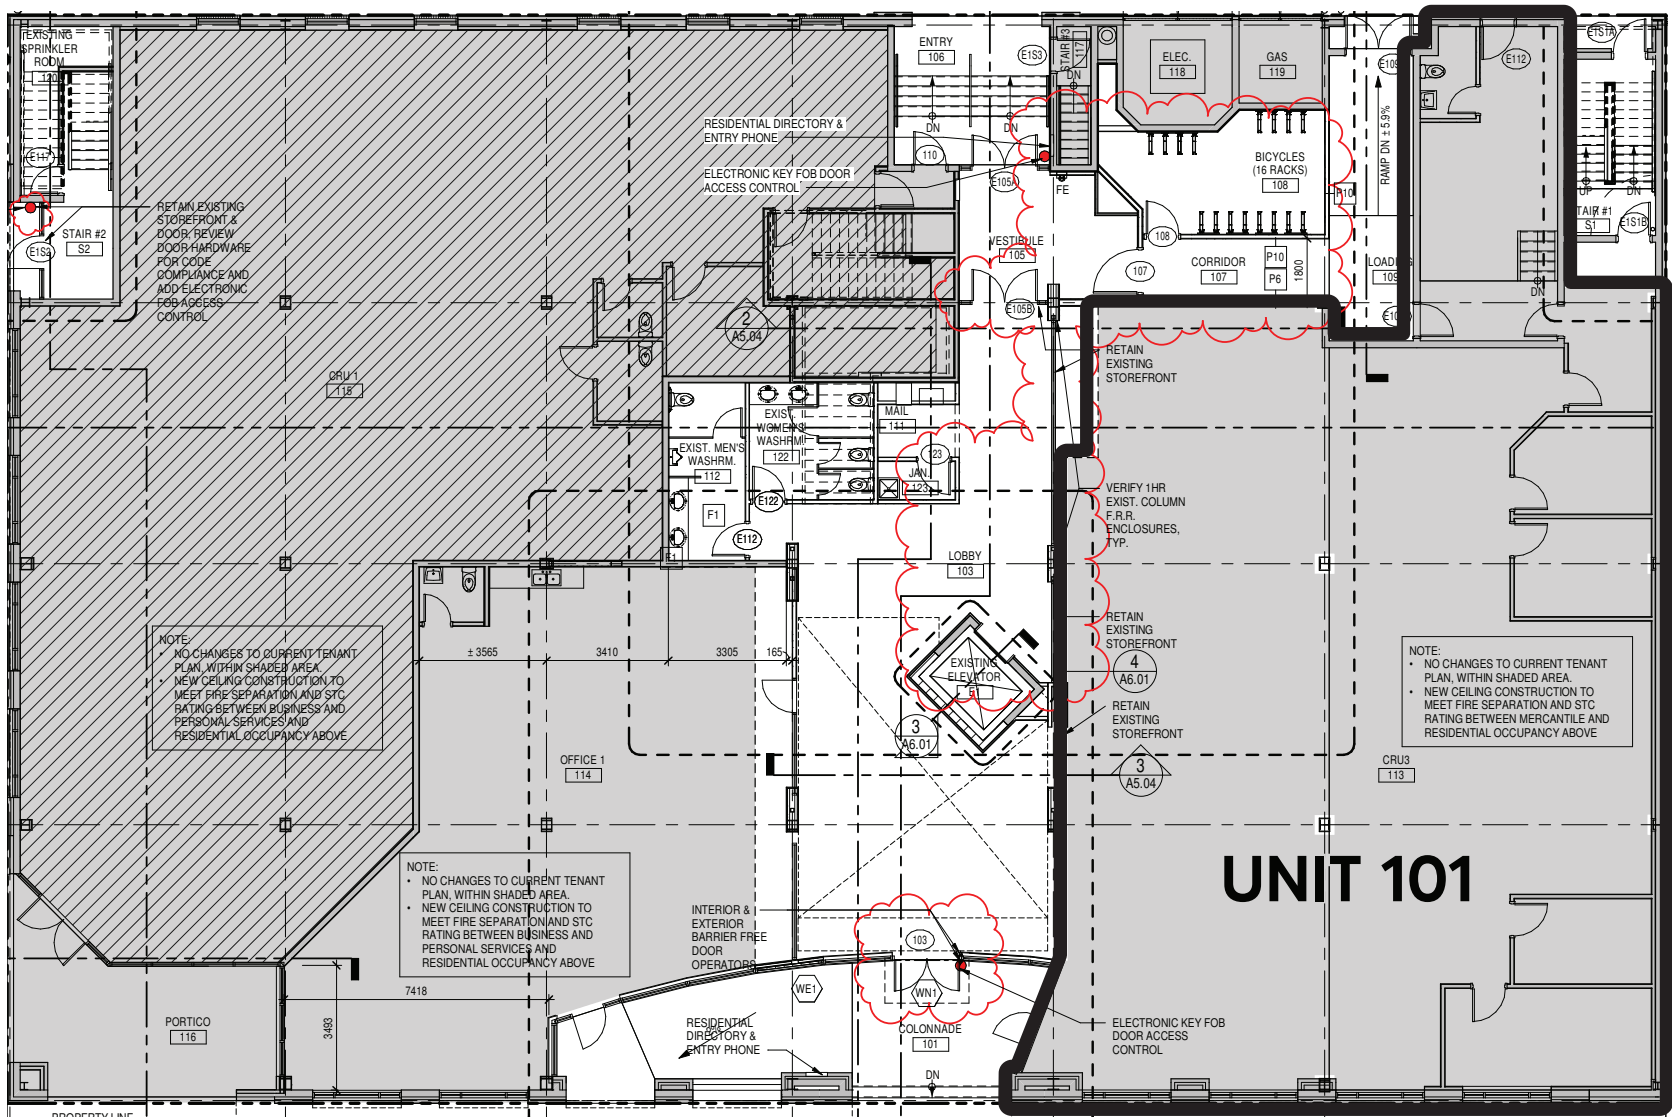 EXISTING
SPRINKLER
ROOM
120
E117
E1S2
STAIR #2
S2
RETAIN EXISTING
STOREFRONT &
DOOR, REVIEW
DOOR HARDWARE
FOR CODE
COMPLIANCE AND
ADD ELECTRONIC
FOB ACCESS
CONTROL
ENTRY
106
E1S3
DN
DN
110
E105A
RESIDENTIAL DIRECTORY &
ENTRY PHONE
ELECTRONIC KEY FOB DOOR
ACCESS CONTROL
STAIR #3
117
DN
FE
ELEC.
118
GAS
119
BICYCLES
(16 RACKS)
108
108
P10
RAMP DN ± 5.9%
E109
E112
E1S1A
UP
DN
STAIR #1
S1
E1S1B
DN
VESTIBULE
105
E105B
107
CORRIDOR
107
P10
P6
1800
LOADING
109
2
A5.04
CRU 1
115
RETAIN
EXISTING
STOREFRONT
EXIST. MEN'S
WASHRM.
112
EXIST.
WOMEN'S
WASHRM.
122
MAIL
111
123
JAN.
123
E122
F1
E112
F1
VERIFY 1HR
EXIST. COLUMN
F.R.R.
ENCLOSURES,
TYP.
LOBBY
103
RETAIN
EXISTING
STOREFRONT
4
A6.01
EXISTING
ELEVATOR
E1
3
A6.01
RETAIN
EXISTING
STOREFRONT
3
A5.04
± 3565
3410
3305
165
NOTE:
• NO CHANGES TO CURRENT TENANT
PLAN, WITHIN SHADED AREA.
• NEW CEILING CONSTRUCTION TO
MEET FIRE SEPARATION AND STC
RATING BETWEEN BUSINESS AND
PERSONAL SERVICES AND
RESIDENTIAL OCCUPANCY ABOVE
NOTE:
• NO CHANGES TO CURRENT TENANT
PLAN, WITHIN SHADED AREA.
• NEW CEILING CONSTRUCTION TO
MEET FIRE SEPARATION AND STC
RATING BETWEEN MERCANTILE AND
RESIDENTIAL OCCUPANCY ABOVE
OFFICE 1
114
CRU3
113
UNIT 101
NOTE:
• NO CHANGES TO CURRENT TENANT
PLAN, WITHIN SHADED AREA.
• NEW CEILING CONSTRUCTION TO
MEET FIRE SEPARATION AND STC
RATING BETWEEN BUSINESS AND
PERSONAL SERVICES AND
RESIDENTIAL OCCUPANCY ABOVE
INTERIOR &
EXTERIOR
BARRIER FREE
DOOR
OPERATORS
103
WE1
WN1
7418
3493
PORTICO
116
RESIDENTIAL
DIRECTORY &
ENTRY PHONE
COLONNADE
101
DN
ELECTRONIC KEY FOB
DOOR ACCESS
CONTROL
PROPERTY LINE